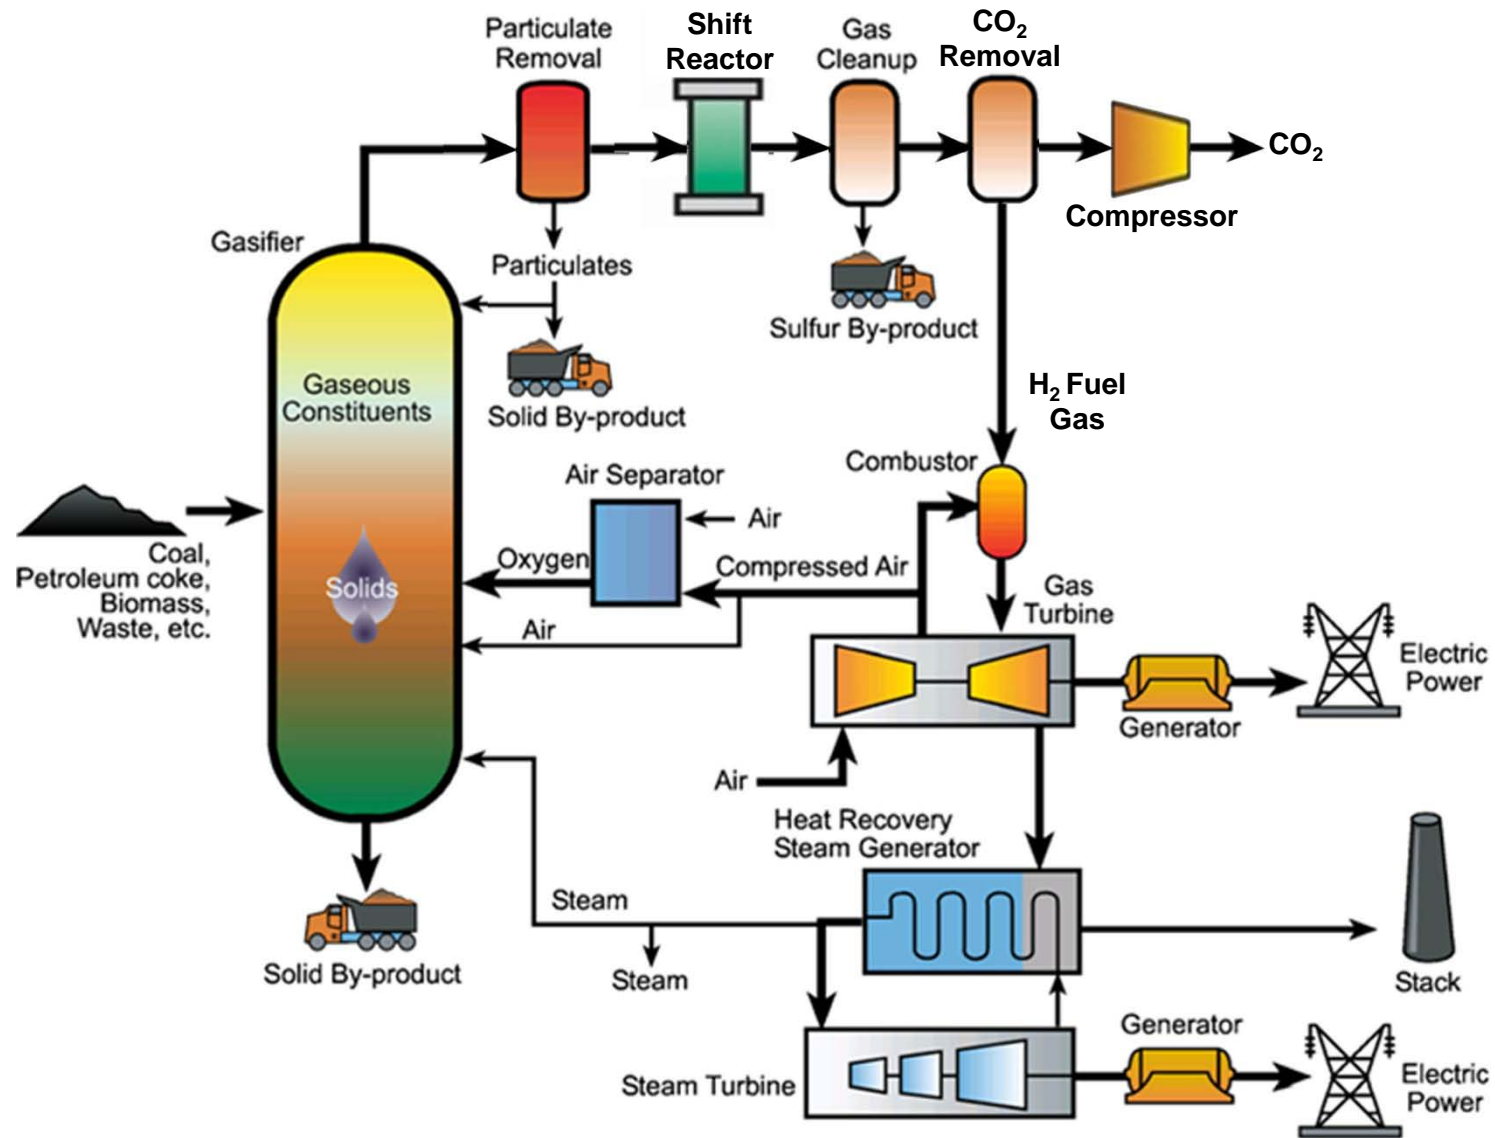 Particulate
Removal
Shift
Reactor
Gas
Cleanup
CO₂
Removal
CO₂
Compressor
Gasifier
Particulates
Sulfur By-product
Solid By-product
Gaseous
Constituents
H₂ Fuel
Gas
Combustor
Air Separator
Air
Oxygen
Compressed Air
Coal,
Petroleum coke,
Biomass,
Waste, etc.
Solids
Air
Gas
Turbine
Electric
Power
Generator
Air
Heat Recovery
Steam Generator
Steam
Steam
Solid By-product
Stack
Generator
Steam Turbine
Electric
Power